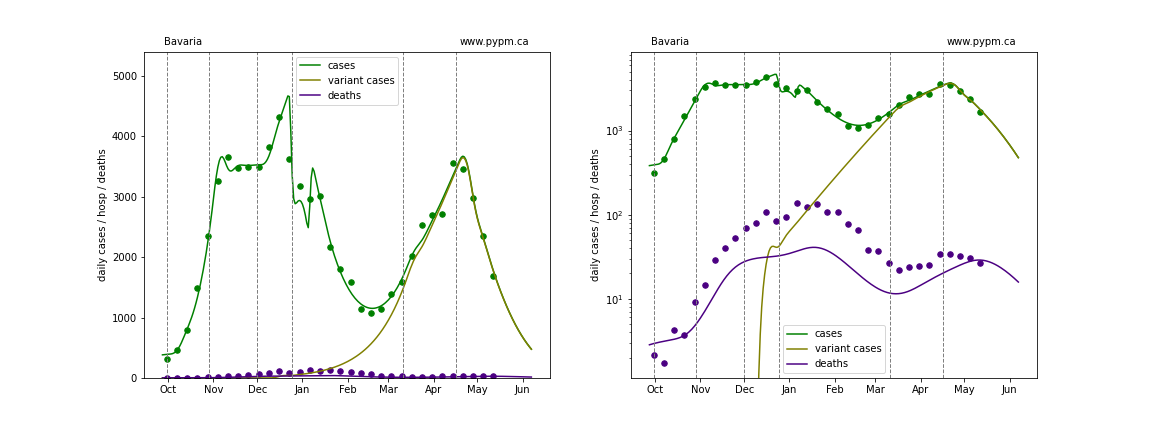 Bavaria www.pypm.ca
daily cases / hosp / deaths
5000
4000
3000
2000
1000
0
cases
variant cases
deaths
Oct Nov Dec Jan Feb Mar Apr May Jun
Bavaria www.pypm.ca
daily cases / hosp / deaths
10³
10²
10¹
cases
variant cases
deaths
Oct Nov Dec Jan Feb Mar Apr May Jun